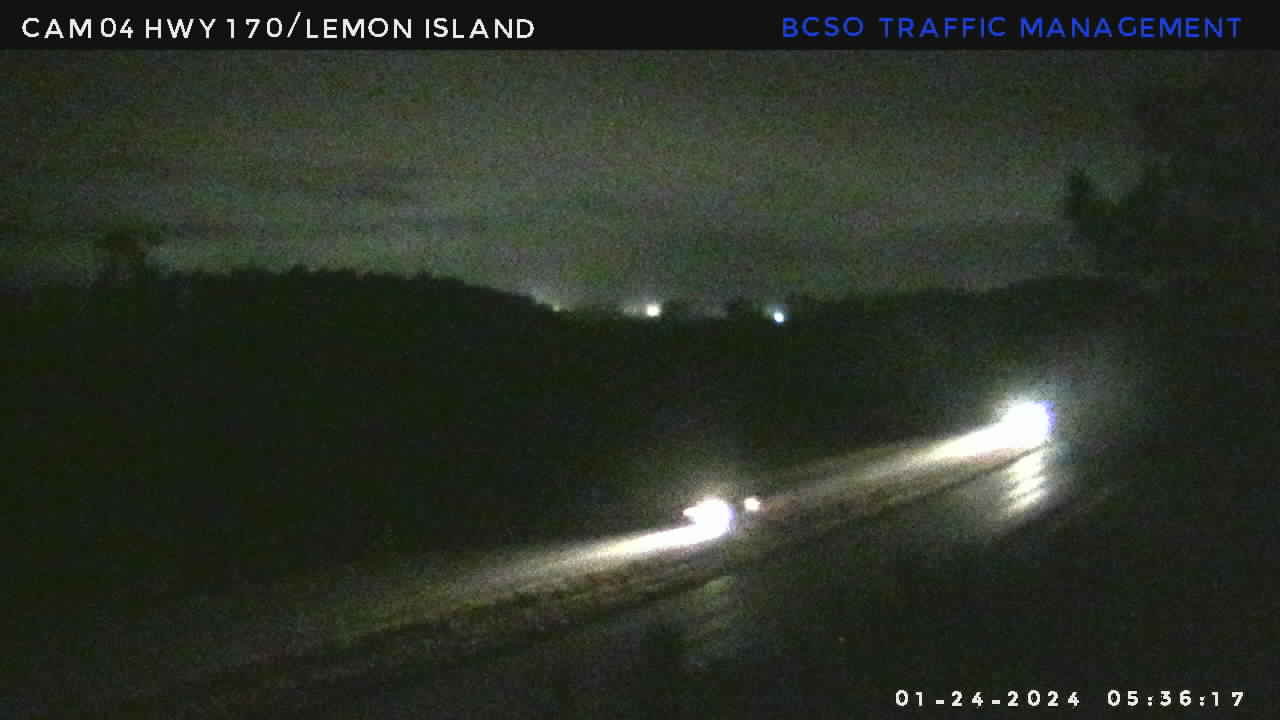 CAM04 HWY170/LEMON ISLAND
BCSO TRAFFIC MANAGEMENT
01-24-2024 05:36:17